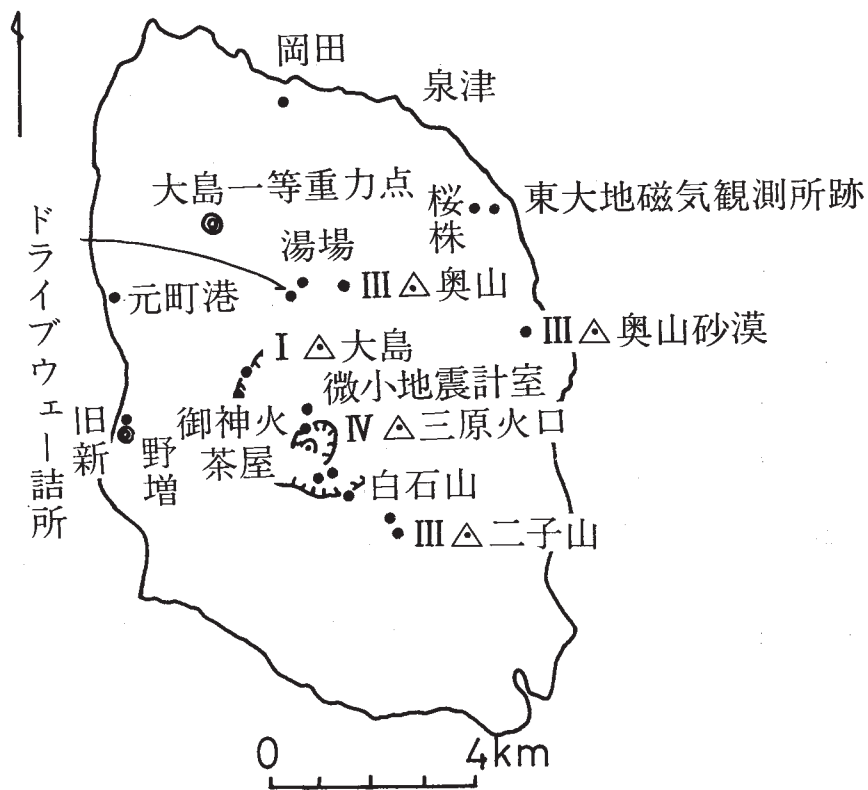 岡田
泉津
大島一等重力点
桜株
東大地磁気観測所跡
ドライブウェー詰所
湯場
元町港
III 奥山
III 奥山砂漠
I 大島
微小地震計室
旧新
野増
御神火茶屋
IV 三原火口
白石山
III 二子山
0 4km